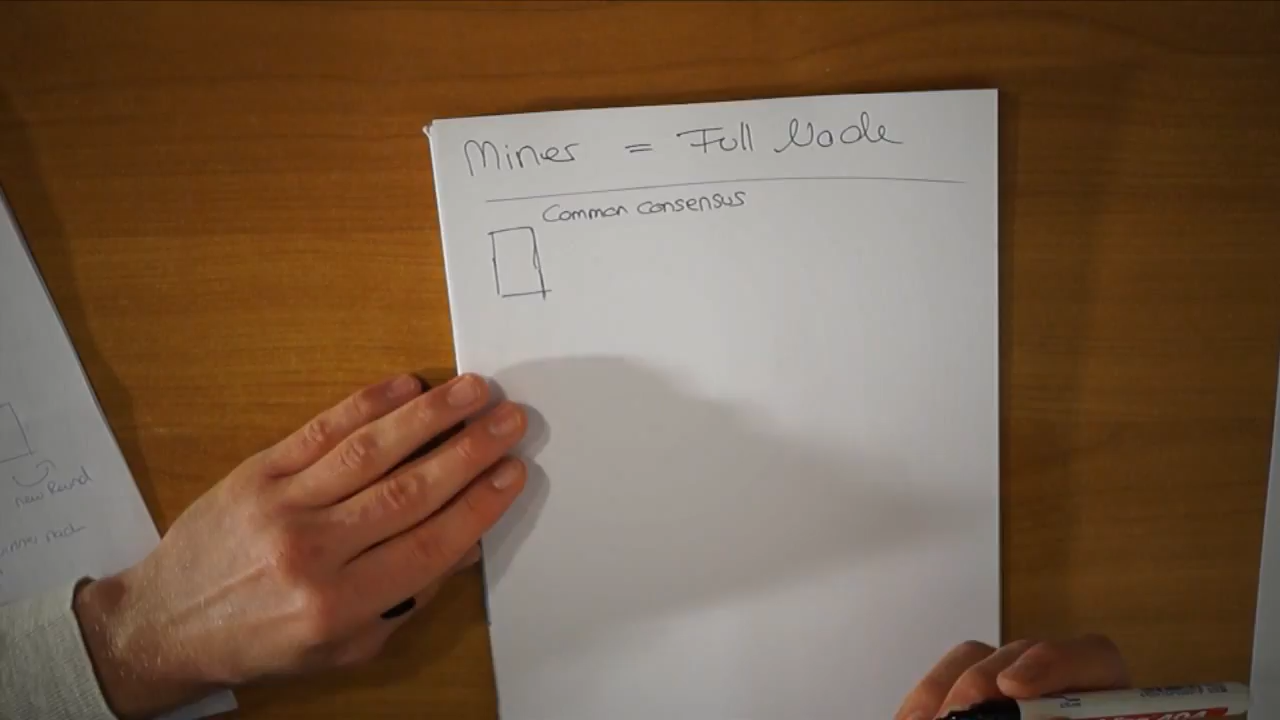 Miner = Full Node
Common consensus
new Round